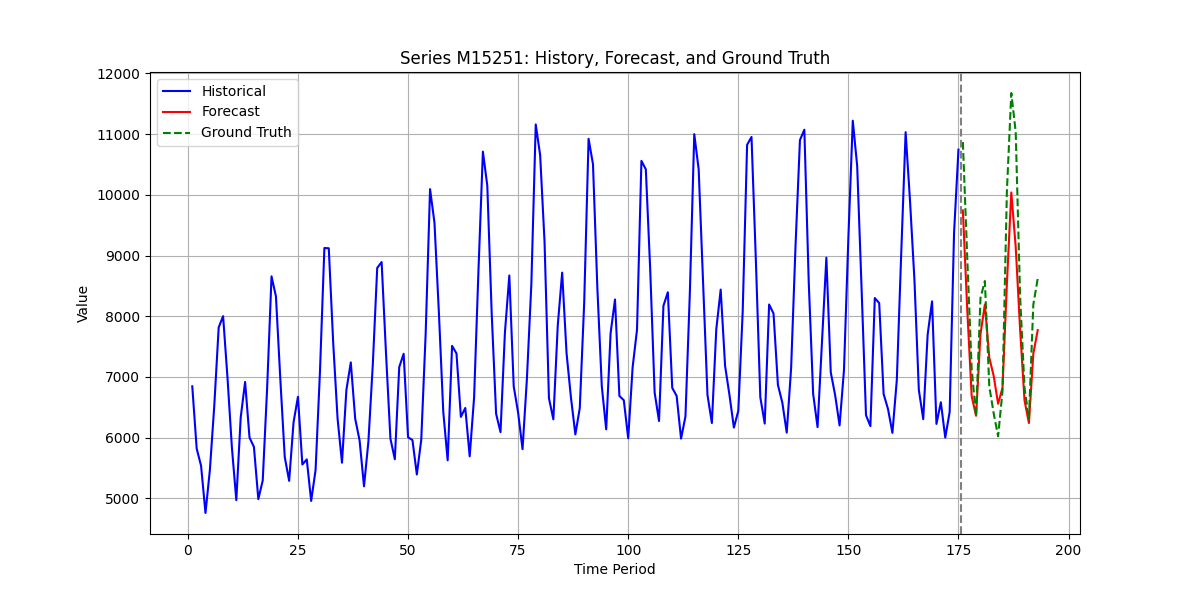 Series M15251: History, Forecast, and Ground Truth
Historical
Forecast
Ground Truth
12000
11000
10000
9000
8000
7000
6000
5000
Value
0 25 50 75 100 125 150 175 200
Time Period